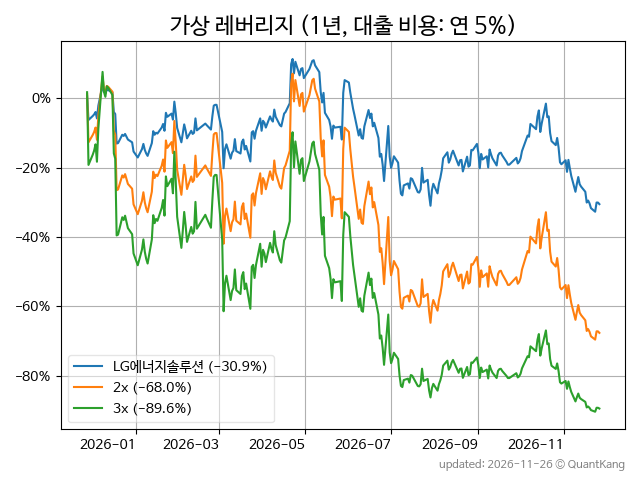 가상 레버리지 (1년, 대출 비용: 연 5%)
0%
−20%
−40%
−60%
−80%
LG에너지솔루션 (−30.9%)
2x (−68.0%)
3x (−89.6%)
2026-01 2026-03 2026-05 2026-07 2026-09 2026-11
updated: 2026-11-26 © QuantKang